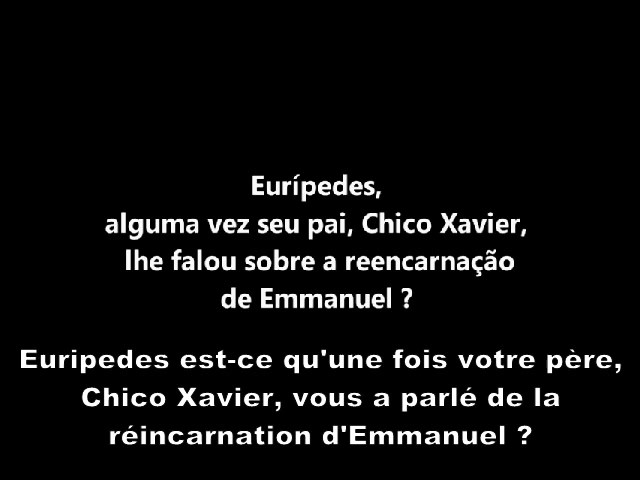 Eurípedes,
alguma vez seu pai, Chico Xavier,
lhe falou sobre a reencarnação
de Emmanuel ?
Euripedes est-ce qu'une fois votre père,
Chico Xavier, vous a parlé de la
réincarnation d'Emmanuel ?